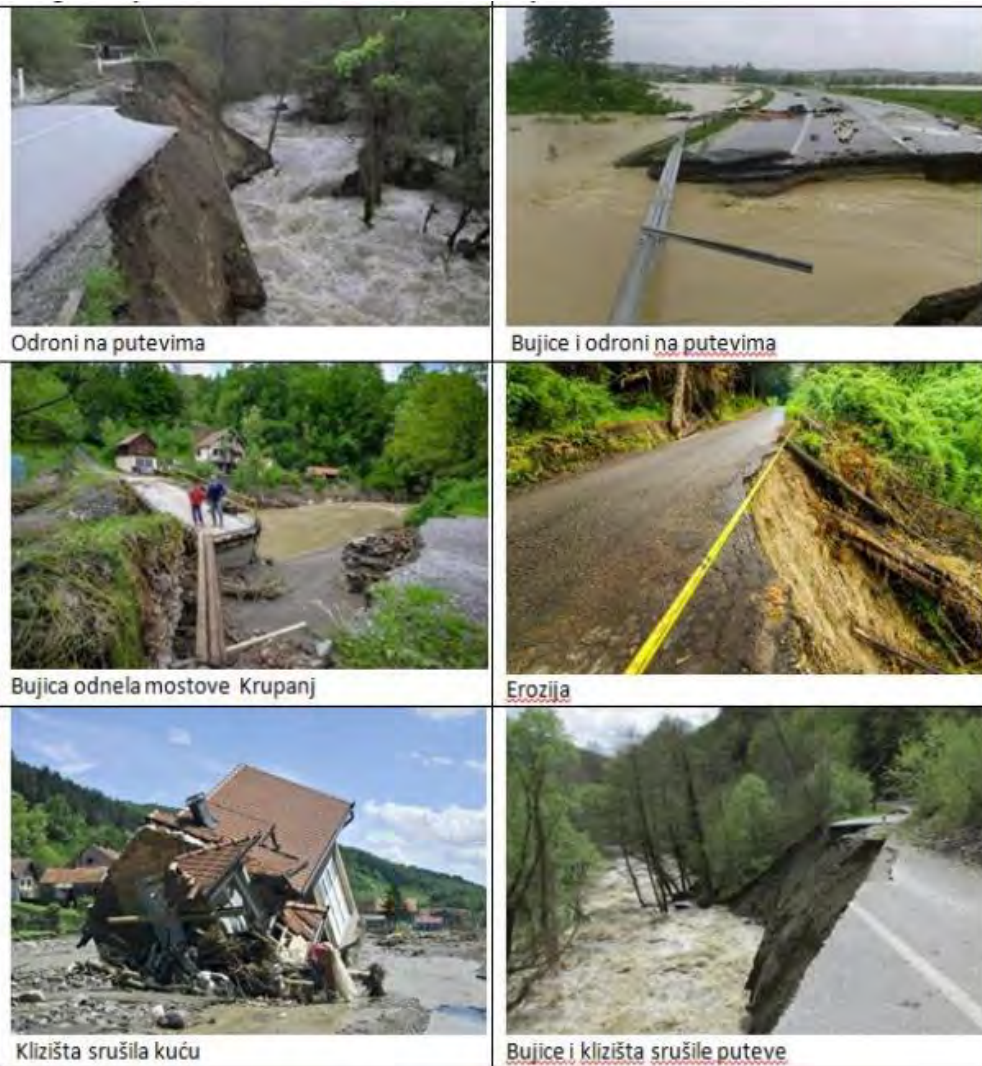 Odroni na putevima
Bujice i odroni na putevima
Bujica odnela mostove Krupanj
Erozija
Klizišta srušila kuću
Bujice i klizišta srušile puteve